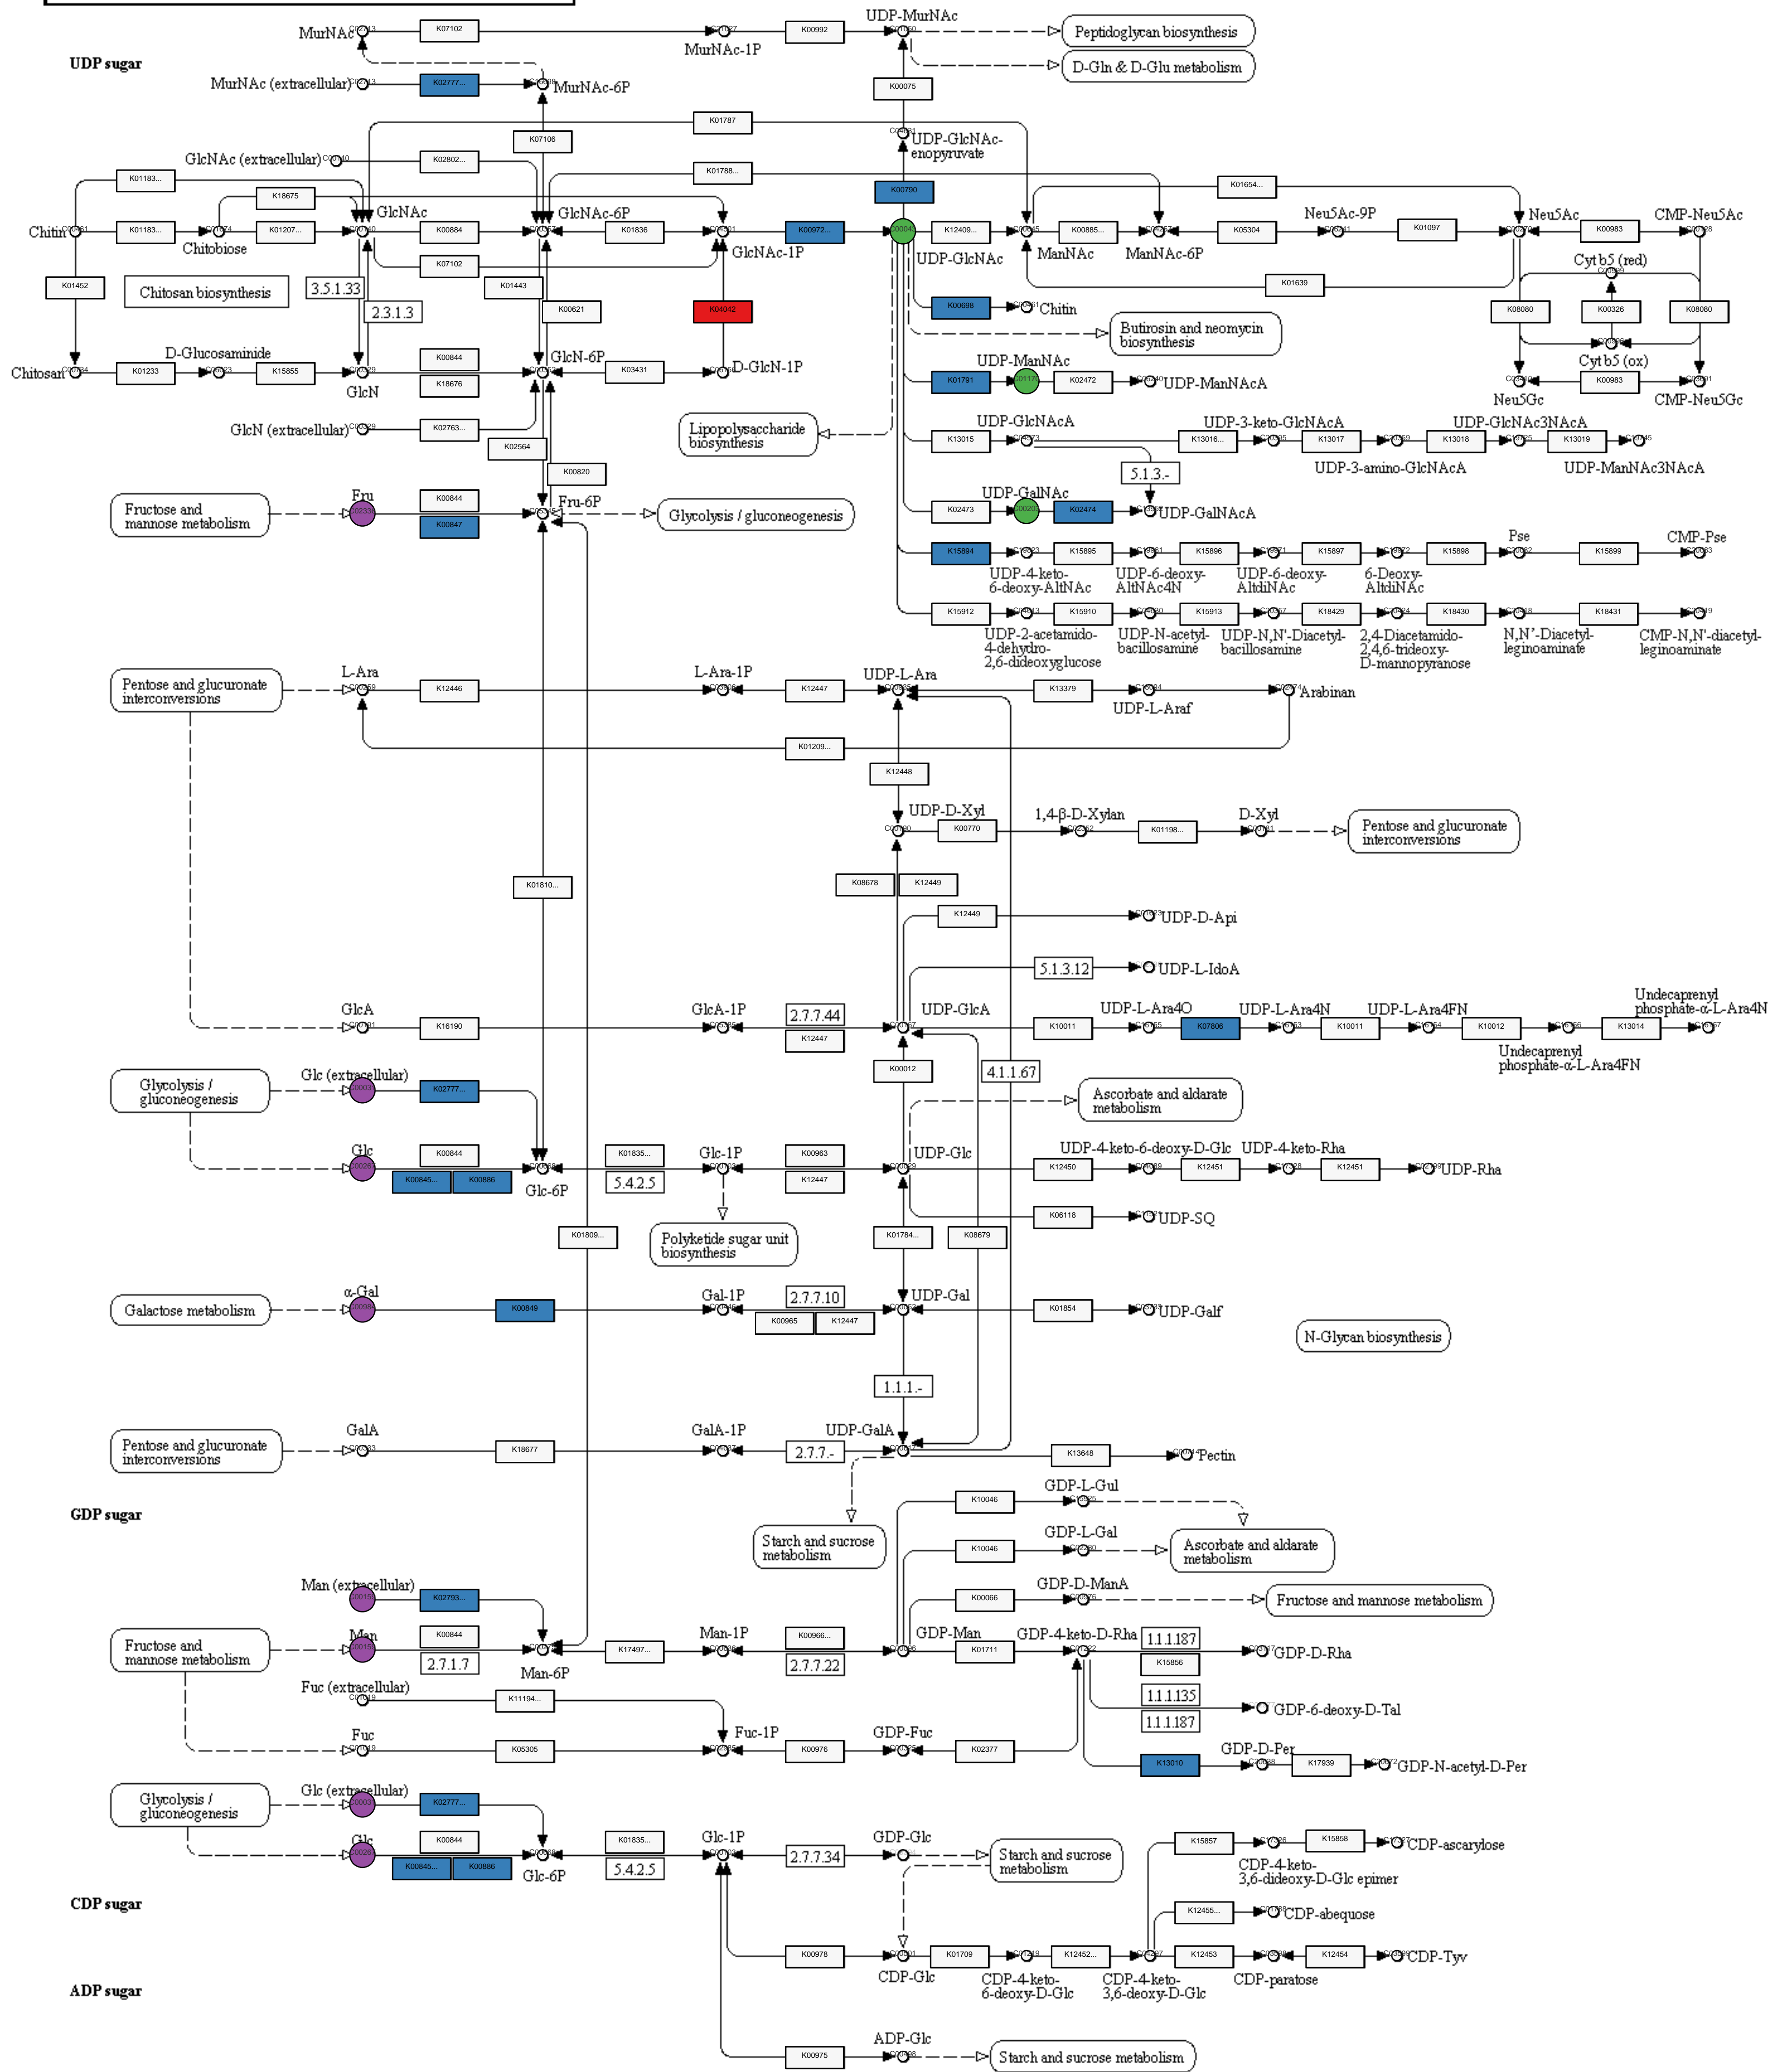 MurNAc
K07102
MurNAc-1P
K00992
UDP-MurNAc
Peptidoglycan biosynthesis
UDP sugar
D-Gln & D-Glu metabolism
MurNAc (extracellular)
K02777...
MurNAc-6P
K00075
K01787
K07106
UDP-GlcNAc-
enopyruvate
GlcNAc (extracellular)
K02802...
K01788...
K01183...
K18675
K00790
K01654...
Chitin
K01183...
Chitobiose
K01207...
GlcNAc
K00884
GlcNAc-6P
K01836
GlcNAc-1P
K00972...
UDP-GlcNAc
K12409...
ManNAc
K00885...
ManNAc-6P
K05304
Neu5Ac-9P
K01097
Neu5Ac
K00983
CMP-Neu5Ac
K07102
Cyt b5 (red)
K01452
Chitosan biosynthesis
3.5.1.33
2.3.1.3
K01443
K00621
K04042
K01639
K00698
Chitin
K08080
K00326
K08080
Butirosin and neomycin
biosynthesis
Cyt b5 (ox)
Chitosan
K01233
D-Glucosaminide
K15855
GlcN
K00844
K18676
GlcN-6P
K03431
D-GlcN-1P
UDP-ManNAc
K01791
K02472
UDP-ManNAcA
Neu5Gc
K00983
CMP-Neu5Gc
GlcN (extracellular)
K02763...
K02564
K00820
Lipopolysaccharide
biosynthesis
K13015
UDP-GlcNAcA
K13016...
UDP-3-keto-GlcNAcA
K13017
UDP-3-amino-GlcNAcA
K13018
UDP-GlcNAc3NAcA
K13019
UDP-ManNAc3NAcA
5.1.3.-
Fructose and
mannose metabolism
Fru
K00844
K00847
Fru-6P
Glycolysis / gluconeogenesis
K02473
UDP-GalNAc
K02474
UDP-GalNAcA
K15894
UDP-4-keto-
6-deoxy-AltNAc
K15895
UDP-6-deoxy-
AltNAc4N
K15896
UDP-6-deoxy-
AltdiNAc
K15897
6-Deoxy-
AltdiNAc
K15898
Pse
K15899
CMP-Pse
K15912
UDP-2-acetamido-
4-dehydro-
2,6-dideoxyglucose
K15910
UDP-N-acetyl-
bacillosamine
K15913
UDP-N,N'-Diacetyl-
bacillosamine
K18429
2,4-Diacetamido-
2,4,6-trideoxy-
D-mannopyranose
K18430
N,N'-Diacetyl-
leginoaminate
K18431
CMP-N,N'-diacetyl-
leginoaminate
Pentose and glucuronate
interconversions
L-Ara
K12446
L-Ara-1P
K12447
UDP-L-Ara
K13379
UDP-L-Araf
Arabinan
K01209...
K12448
UDP-D-Xyl
K00770
1,4-β-D-Xylan
K01198...
D-Xyl
Pentose and glucuronate
interconversions
K01810...
K08678
K12449
K12449
UDP-D-Api
5.1.3.12
UDP-L-IdoA
GlcA
K16190
GlcA-1P
2.7.7.44
K12447
UDP-GlcA
K10011
UDP-L-Ara4O
K07806
UDP-L-Ara4N
K10011
UDP-L-Ara4FN
K10012
Undecaprenyl
phosphate-α-L-Ara4FN
K13014
Undecaprenyl
phosphate-α-L-Ara4N
K00012
4.1.1.67
Glycolysis /
gluconeogenesis
Glc (extracellular)
K02777...
Ascorbate and aldarate
metabolism
Glc
K00844
K00845...
K00886
Glc-6P
K01835...
5.4.2.5
Glc-1P
K00963
K12447
UDP-Glc
K12450
UDP-4-keto-6-deoxy-D-Glc
K12451
UDP-4-keto-Rha
K12451
UDP-Rha
K06118
UDP-SQ
K01809...
Polyketide sugar unit
biosynthesis
K01784...
K08679
Galactose metabolism
α-Gal
K00849
Gal-1P
2.7.7.10
K00965
K12447
UDP-Gal
K01854
UDP-Galf
N-Glycan biosynthesis
1.1.1.-
Pentose and glucuronate
interconversions
GalA
K18677
GalA-1P
2.7.7.-
UDP-GalA
K13648
Pectin
GDP sugar
Starch and sucrose
metabolism
K10046
GDP-L-Gul
K10046
GDP-L-Gal
Ascorbate and aldarate
metabolism
Man (extracellular)
K02793...
K00066
GDP-D-ManA
Fructose and mannose metabolism
Fructose and
mannose metabolism
Man
K00844
2.7.1.7
Man-6P
K17497...
Man-1P
K00966...
2.7.7.22
GDP-Man
K01711
GDP-4-keto-D-Rha
1.1.1.187
K15856
GDP-D-Rha
Fuc (extracellular)
K11194...
1.1.1.135
1.1.1.187
GDP-6-deoxy-D-Tal
Fuc
K05305
Fuc-1P
K00976
GDP-Fuc
K02377
K13010
GDP-D-Per
K17939
GDP-N-acetyl-D-Per
Glycolysis /
gluconeogenesis
Glc (extracellular)
K02777...
Glc
K00844
K00845...
K00886
Glc-6P
K01835...
5.4.2.5
Glc-1P
2.7.7.34
GDP-Glc
Starch and sucrose
metabolism
K15857
CDP-4-keto-
3,6-dideoxy-D-Glc epimer
K15858
CDP-ascarylose
CDP sugar
K12455...
CDP-abequose
K00978
CDP-Glc
K01709
CDP-4-keto-
6-deoxy-D-Glc
K12452...
CDP-4-keto-
3,6-deoxy-D-Glc
K12453
CDP-paratose
K12454
CDP-Tyv
ADP sugar
K00975
ADP-Glc
Starch and sucrose metabolism